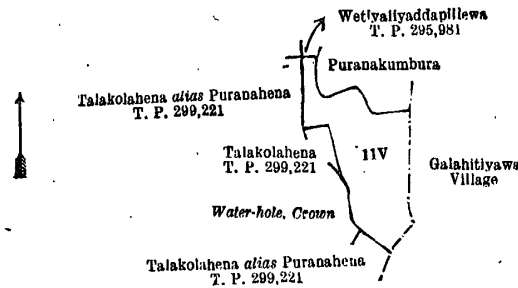 Wetiyaliyaddapillewa
T. P. 295,981
Puranakumbura
Talakolahena alias Puranahena
T. P. 299,221
Talakolahena
T. P. 299,221
11V
Galahitiyawa
Village
Water-hole, Crown
Talakolahena alias Puranahena
T. P. 299,221